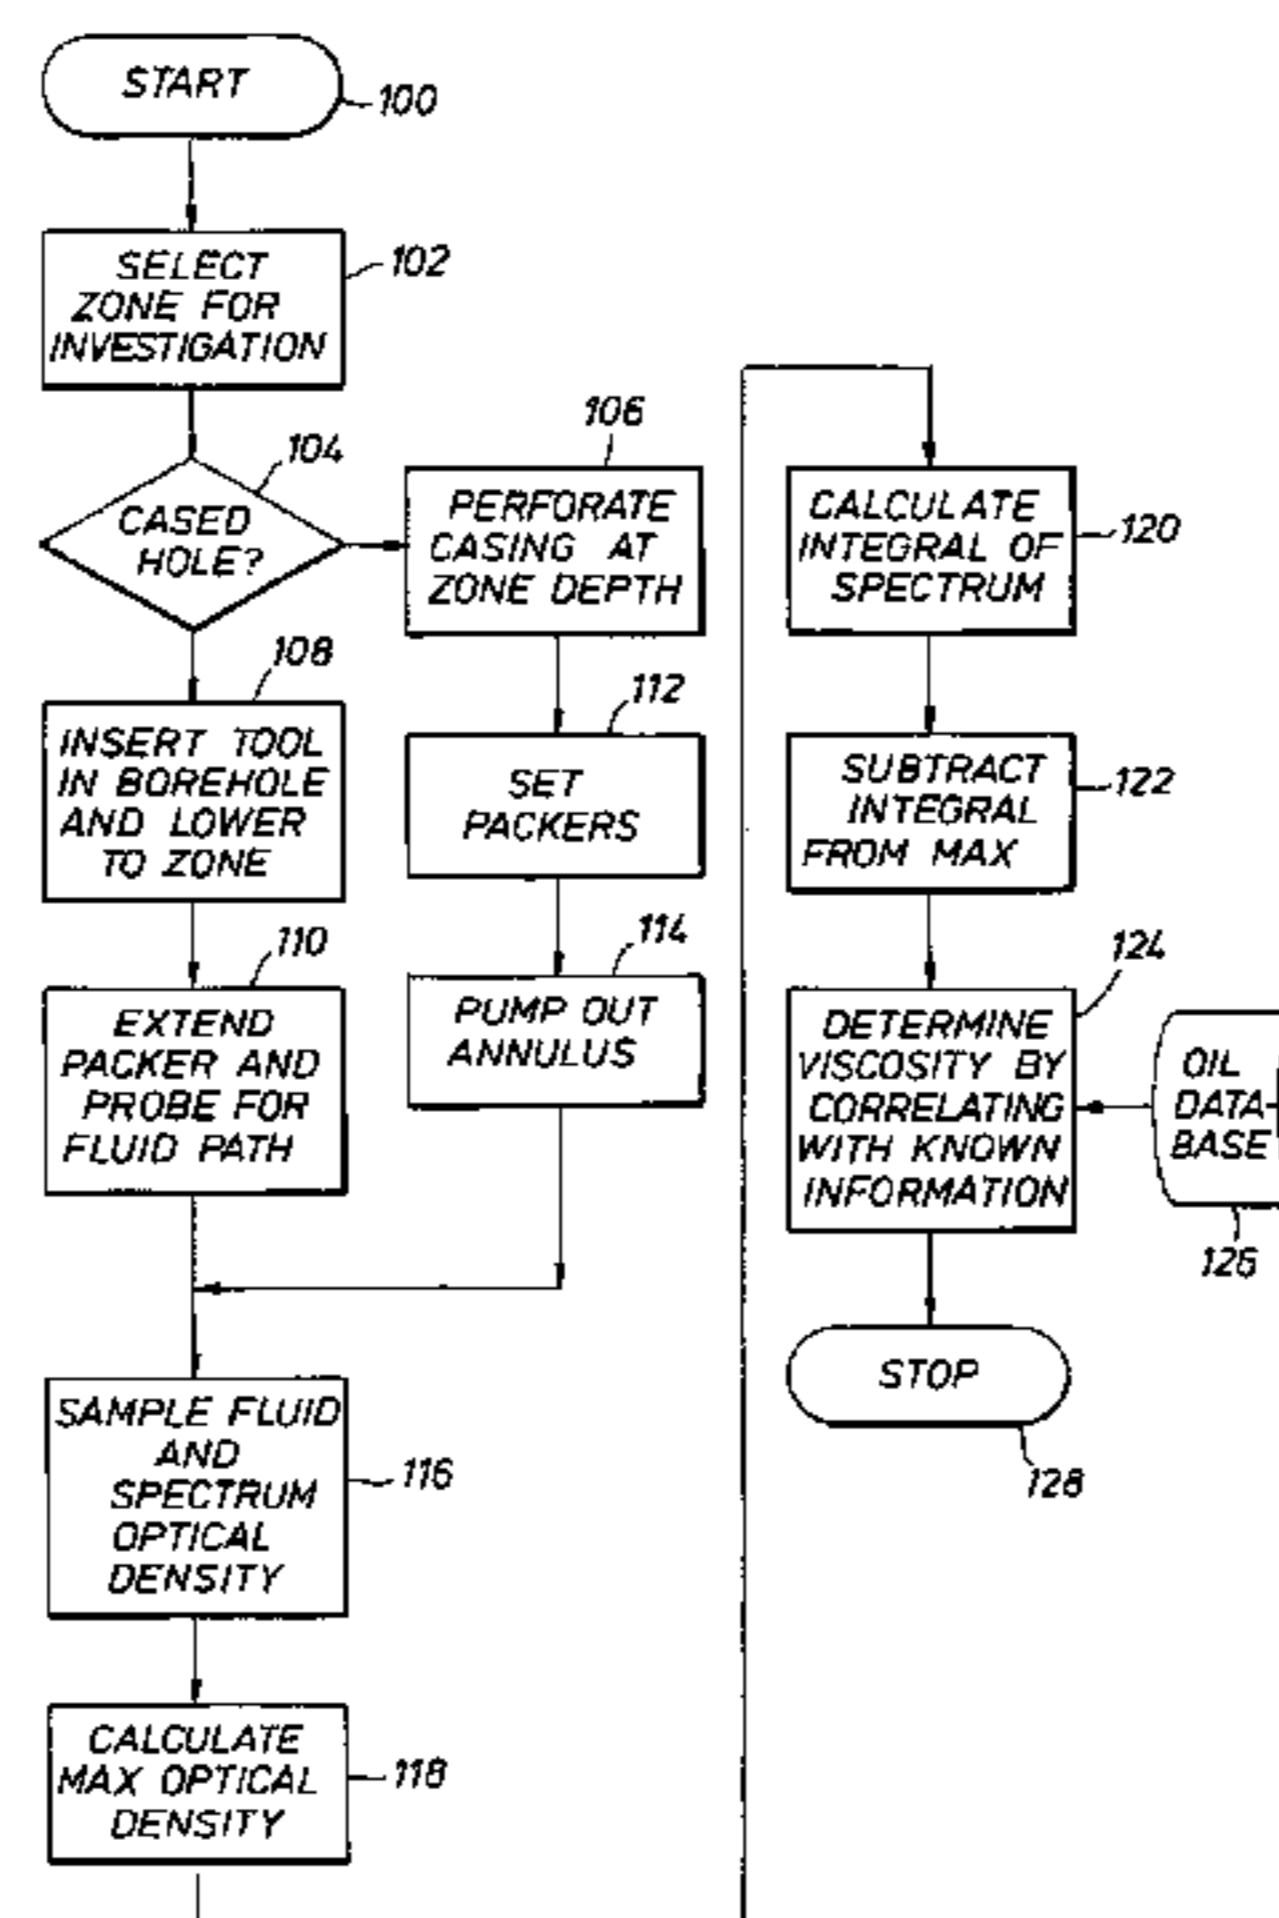 START
100
SELECT
ZONE FOR
INVESTIGATION
102
CASED
HOLE?
104
106
PERFORATE
CASING AT
ZONE DEPTH
108
INSERT TOOL
IN BOREHOLE
AND LOWER
TO ZONE
112
SET
PACKERS
110
EXTEND
PACKER AND
PROBE FOR
FLUID PATH
114
PUMP OUT
ANNULUS
SAMPLE FLUID
AND
SPECTRUM
OPTICAL
DENSITY
116
CALCULATE
MAX OPTICAL
DENSITY
118
CALCULATE
INTEGRAL OF
SPECTRUM
120
SUBTRACT
INTEGRAL
FROM MAX
122
124
DETERMINE
VISCOSITY BY
CORRELATING
WITH KNOWN
INFORMATION
OIL
DATA-
BASE
126
STOP
128